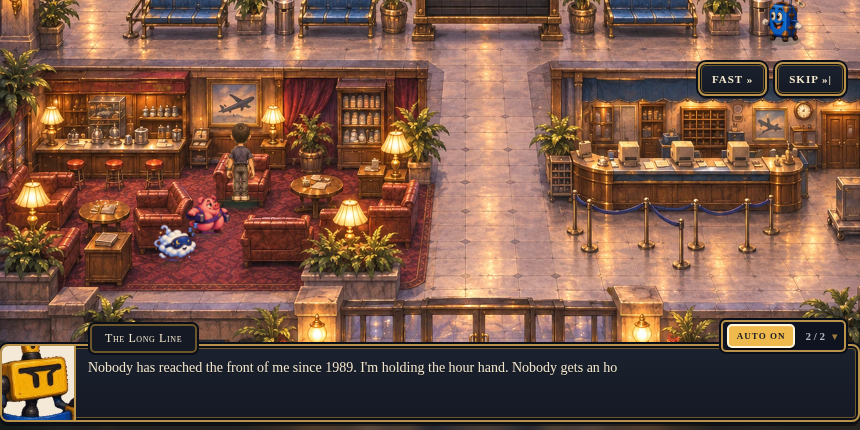 FAST »
SKIP »|
THE LONG LINE
AUTO ON
2 / 2 ▼
Nobody has reached the front of me since 1989. I'm holding the hour hand. Nobody gets an ho